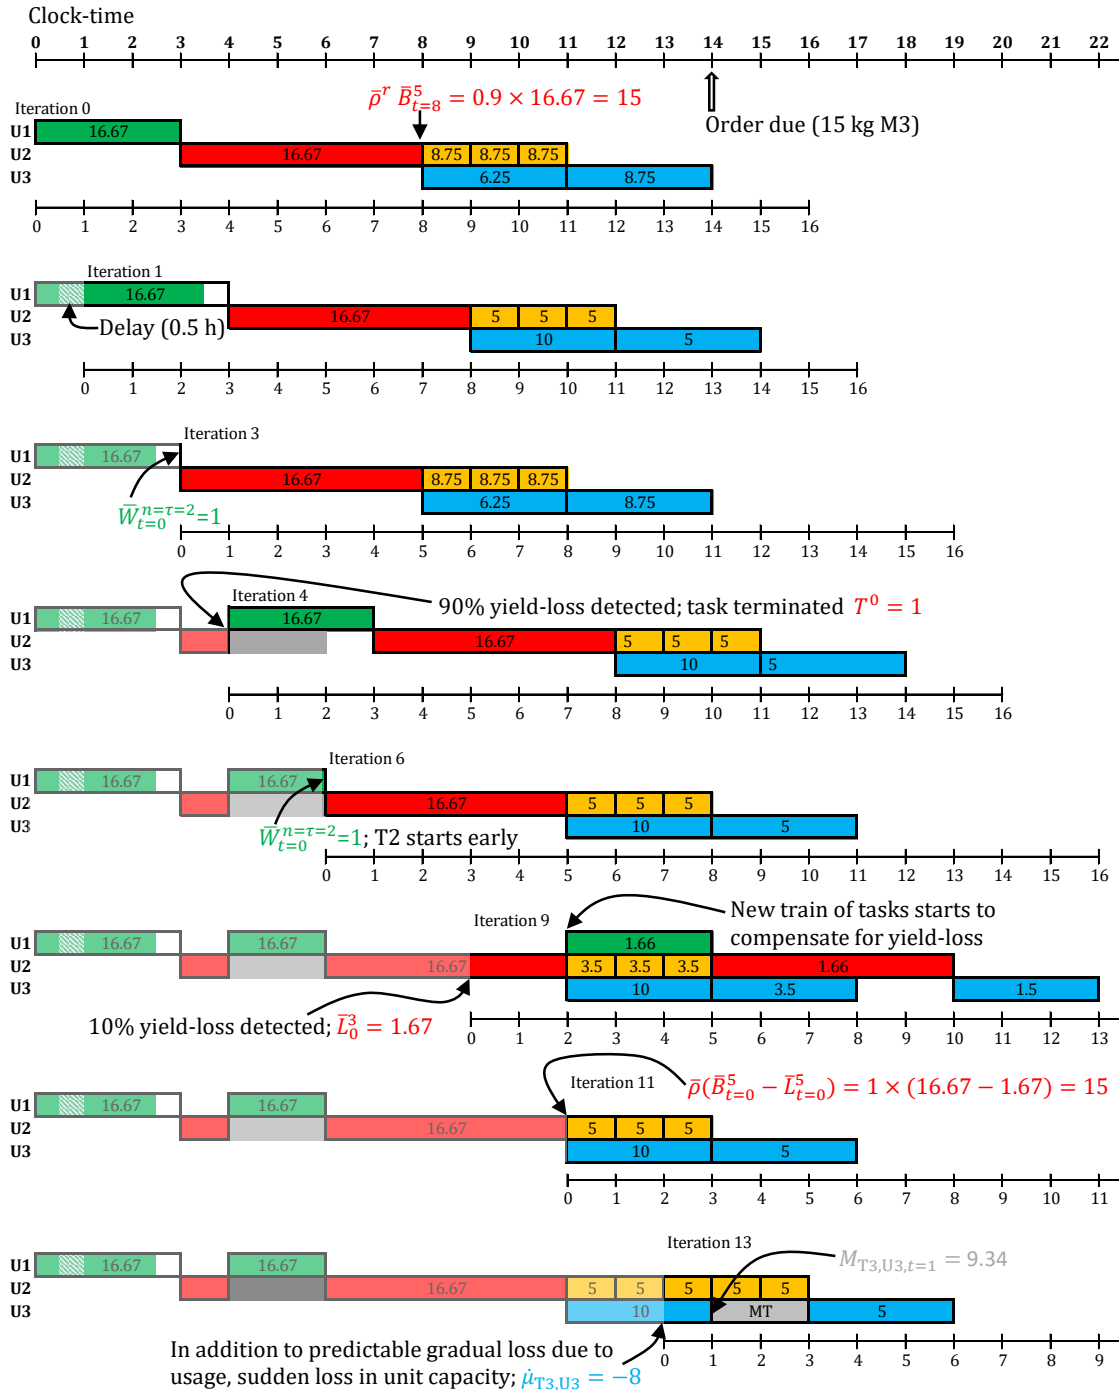 Clock-time
0 1 2 3 4 5 6 7 8 9 10 11 12 13 14 15 16 17 18 19 20 21 22
ρ̄ʳ B̄⁵ₜ₌₈ = 0.9 × 16.67 = 15
Order due (15 kg M3)
Iteration 0
U1 16.67
U2 16.67 8.75 8.75 8.75
U3 6.25 8.75
0 1 2 3 4 5 6 7 8 9 10 11 12 13 14 15 16
Iteration 1
U1 16.67
U2 16.67 5 5 5
Delay (0.5 h)
U3 10 5
0 1 2 3 4 5 6 7 8 9 10 11 12 13 14 15 16
Iteration 3
U1 16.67
U2 16.67 8.75 8.75 8.75
U3 6.25 8.75
W̄ⁿ⁼τ⁼²ₜ₌₀=1
0 1 2 3 4 5 6 7 8 9 10 11 12 13 14 15 16
90% yield-loss detected; task terminated T⁰ = 1
Iteration 4
U1 16.67 16.67
U2 16.67 5 5 5
U3 10 5
0 1 2 3 4 5 6 7 8 9 10 11 12 13 14 15 16
Iteration 6
U1 16.67 16.67
U2 16.67 5 5 5
U3 10 5
W̄ⁿ⁼τ⁼²ₜ₌₀=1; T2 starts early
0 1 2 3 4 5 6 7 8 9 10 11 12 13 14 15 16
New train of tasks starts to
compensate for yield-loss
Iteration 9
U1 16.67 16.67 1.66
U2 16.67 3.5 3.5 3.5 1.66
U3 10 3.5 1.5
10% yield-loss detected; L̄³₀ = 1.67
0 1 2 3 4 5 6 7 8 9 10 11 12 13
Iteration 11
ρ̄(B̄⁵ₜ₌₀ − L̄⁵ₜ₌₀) = 1 × (16.67 − 1.67) = 15
U1 16.67 16.67
U2 16.67 5 5 5
U3 10 5
0 1 2 3 4 5 6 7 8 9 10 11
Iteration 13
M_T3,U3,t=1 = 9.34
U1 16.67 16.67
U2 16.67 5 5 5 5 5
U3 10 MT 5
0 1 2 3 4 5 6 7 8 9
In addition to predictable gradual loss due to
usage, sudden loss in unit capacity; μ̇_T3,U3 = −8